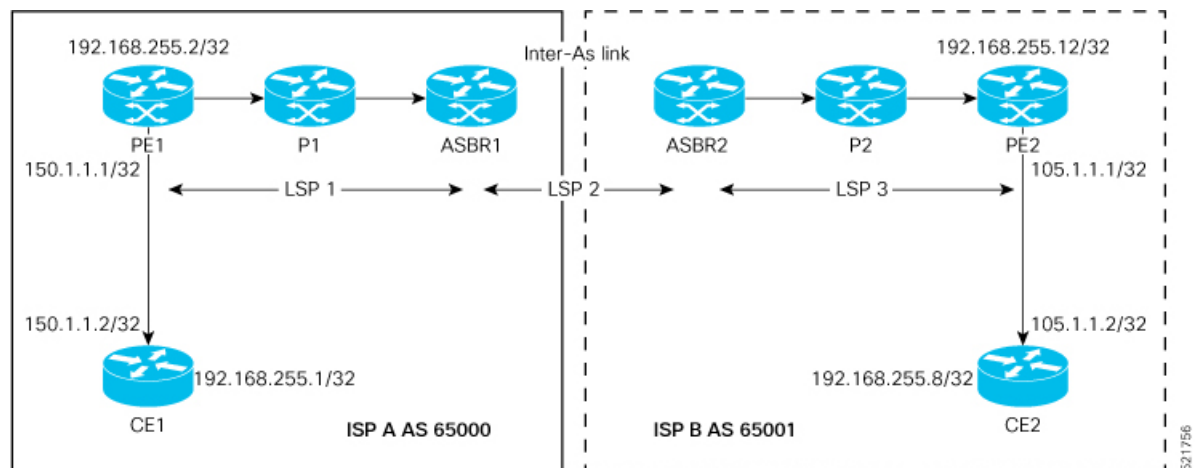 192.168.255.2/32
Inter-As link
192.168.255.12/32
PE1
P1
ASBR1
ASBR2
P2
PE2
150.1.1.1/32
105.1.1.1/32
LSP 1
LSP 2
LSP 3
150.1.1.2/32
105.1.1.2/32
192.168.255.1/32
192.168.255.8/32
CE1
ISP A AS 65000
ISP B AS 65001
CE2
521756